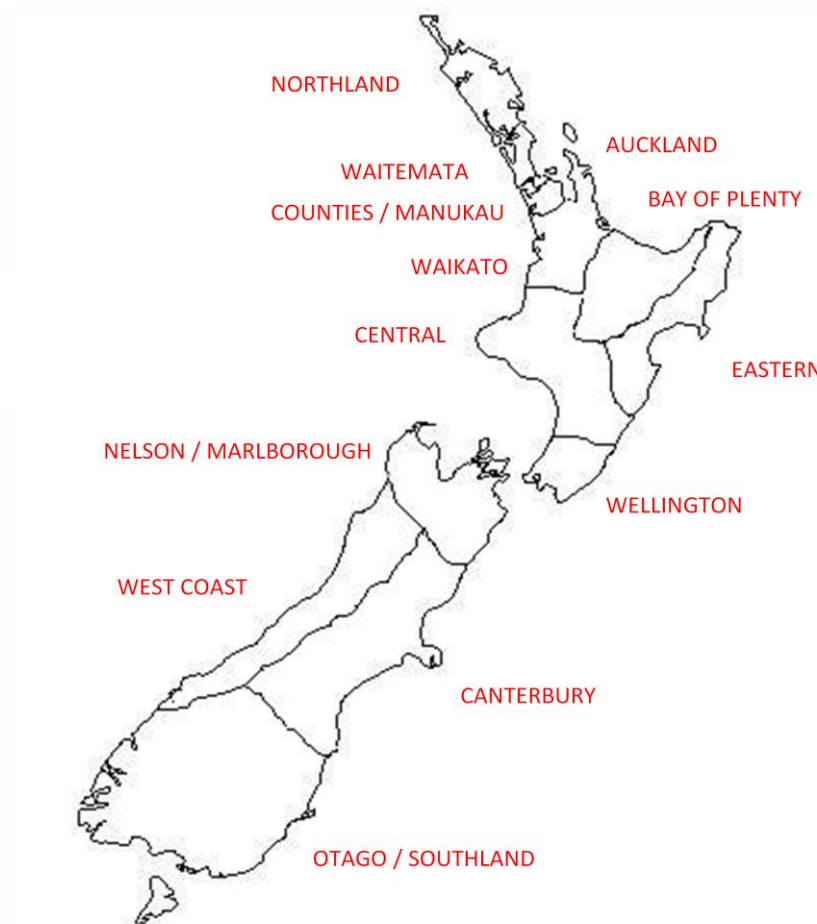 NORTHLAND
AUCKLAND
WAITEMATA
BAY OF PLENTY
COUNTIES / MANUKAU
WAIKATO
CENTRAL
EASTERN
NELSON / MARLBOROUGH
WELLINGTON
WEST COAST
CANTERBURY
OTAGO / SOUTHLAND